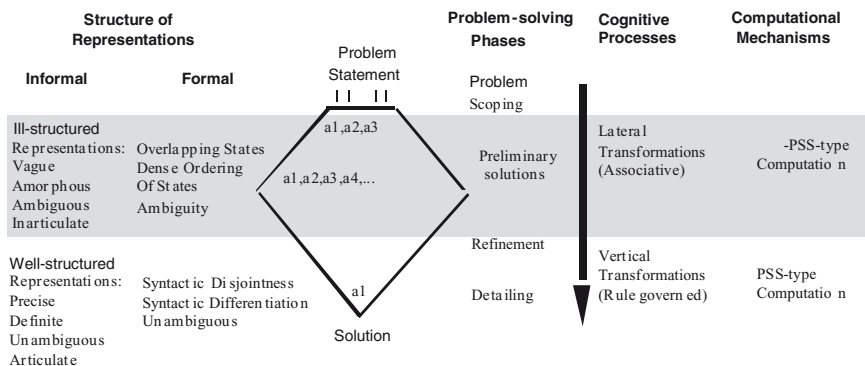 Structure of
Representations
Informal
Formal
Problem
Statement
Problem-solving
Phases
Cognitive
Processes
Computational
Mechanisms
Problem
Scoping
Ill-structured
Representations:
Vague
Amorphous
Ambiguous
Inarticulate
Overlapping States
Dense Ordering
Of States
Ambiguity
a1,a2,a3
a1,a2,a3,a4,...
Preliminary
solutions
Lateral
Transformations
(Associative)
-PSS-type
Computation
Well-structured
Representations:
Precise
Definite
Unambiguous
Articulate
Syntactic Disjointness
Syntactic Differentiation
Unambiguous
a1
Solution
Refinement
Detailing
Vertical
Transformations
(Rule governed)
PSS-type
Computation